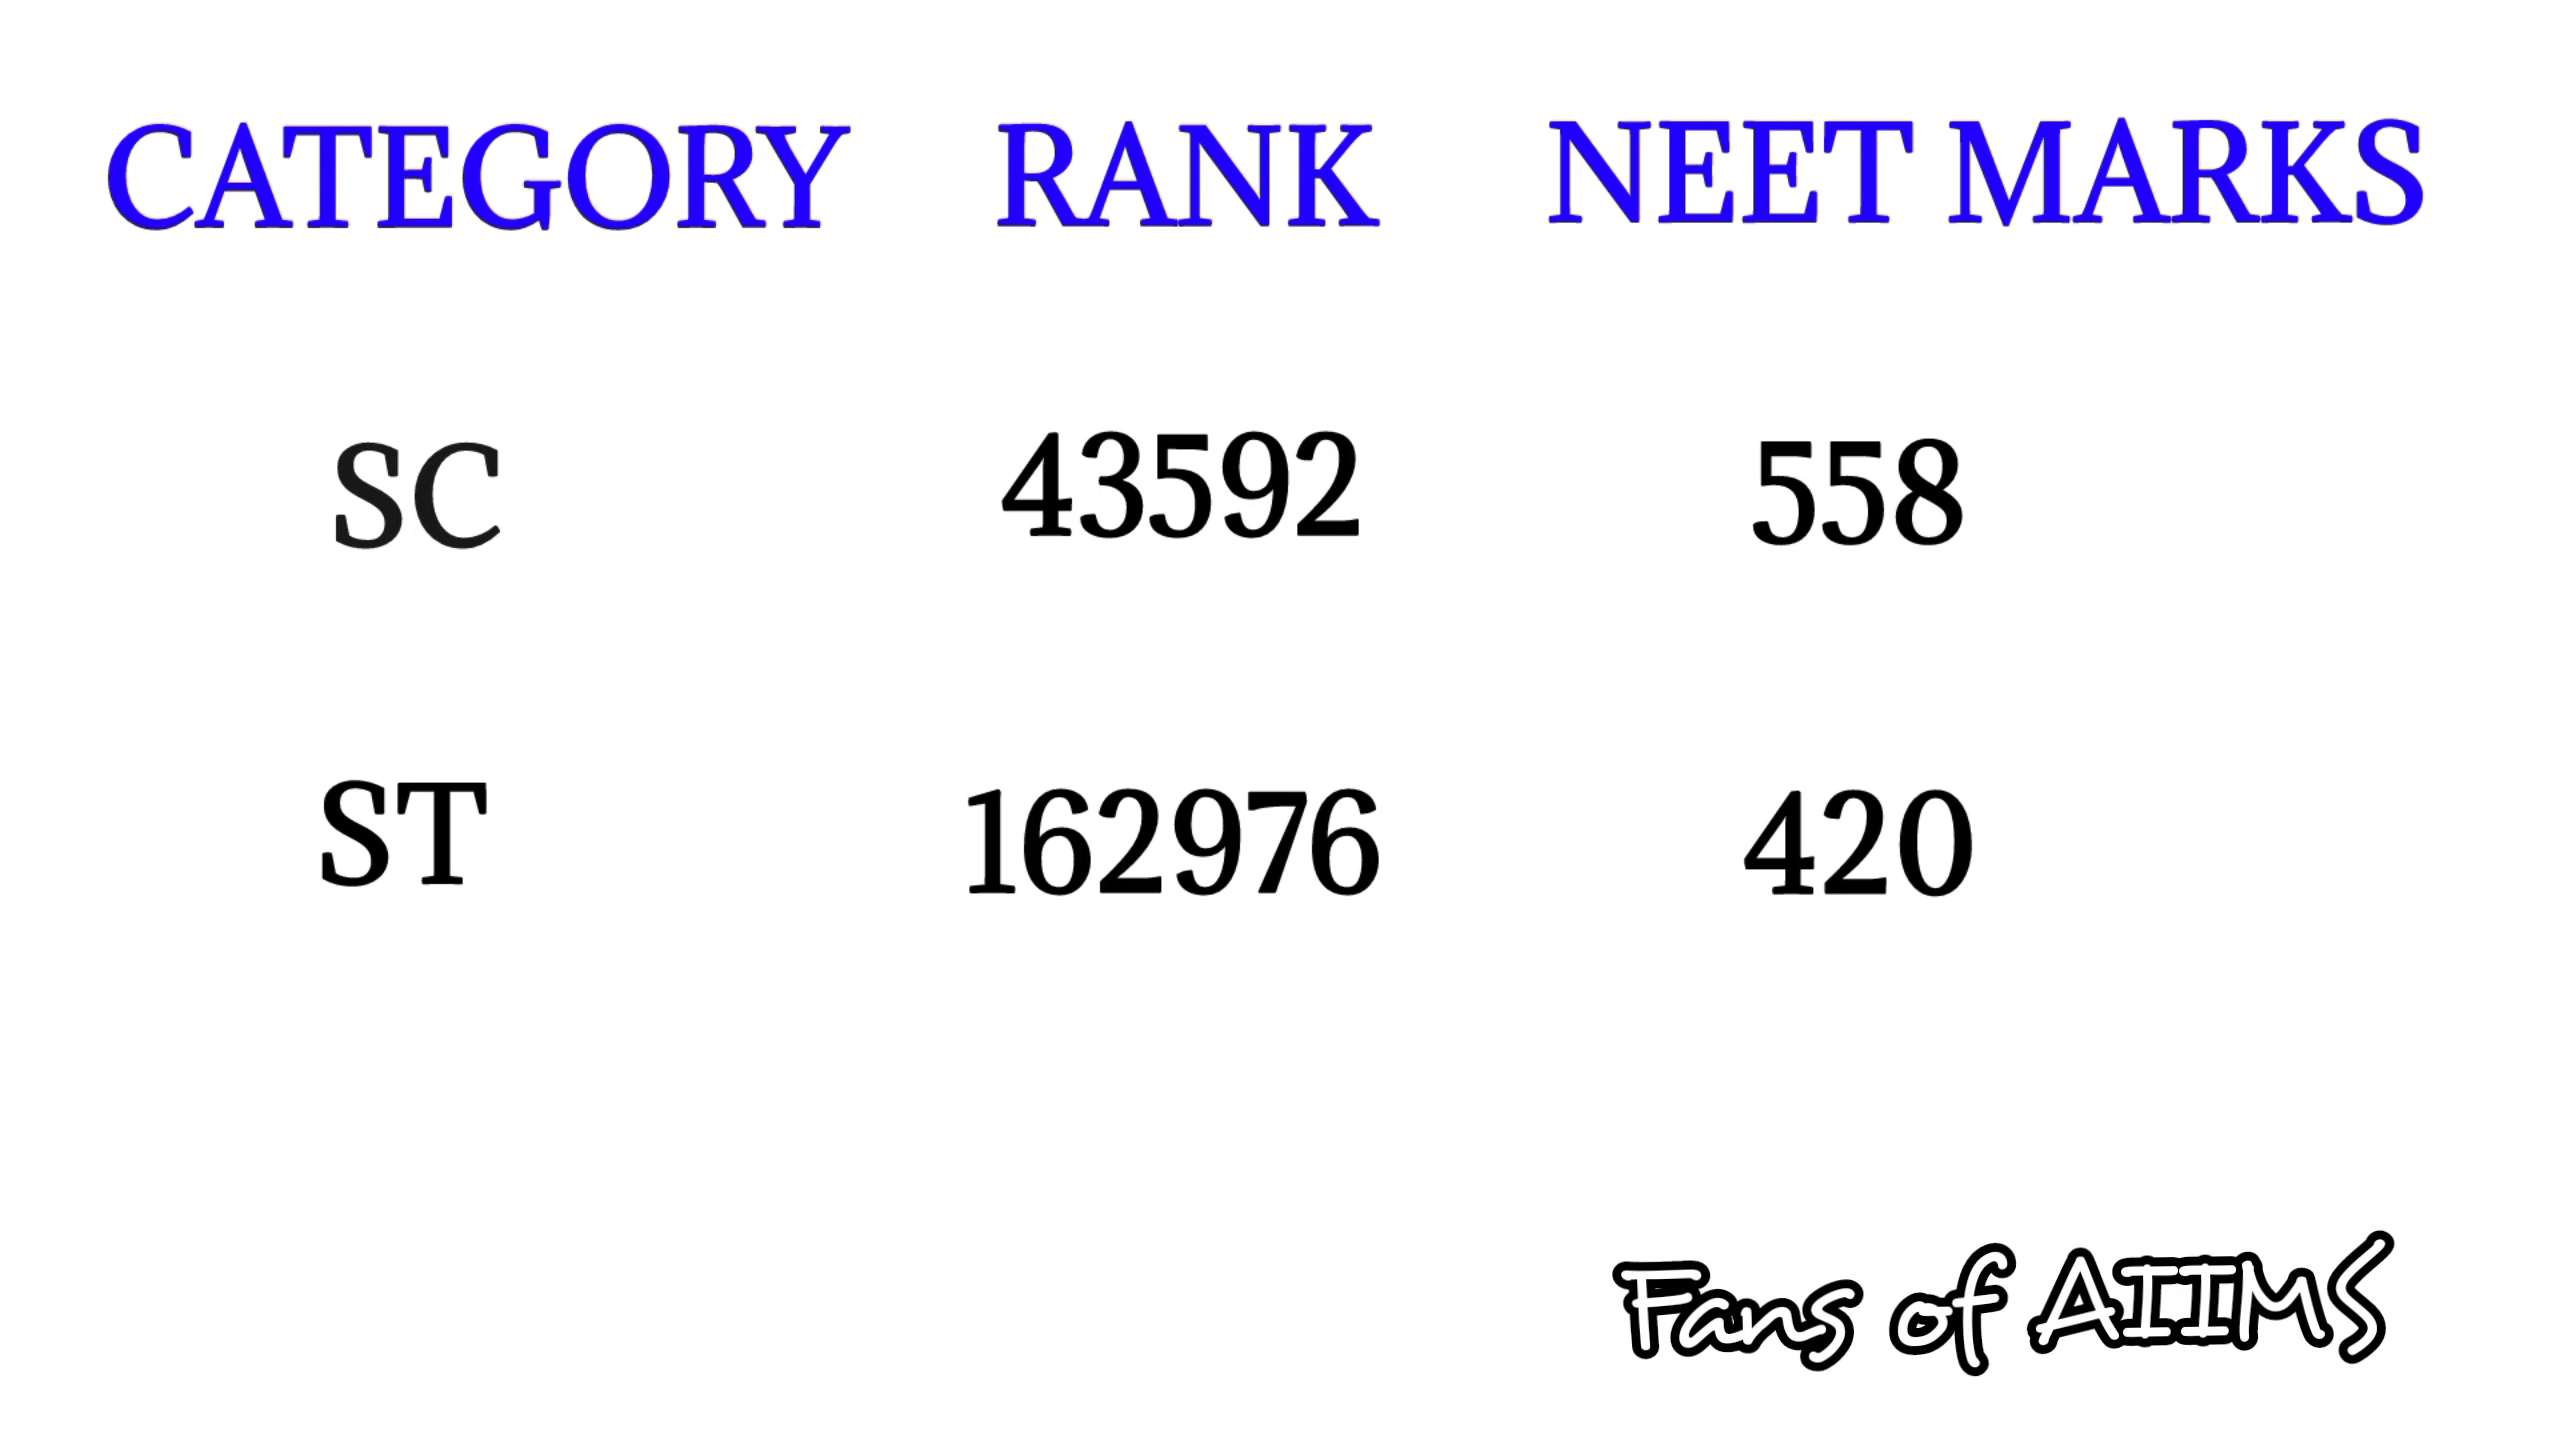 CATEGORY RANK NEET MARKS
SC 43592 558
ST 162976 420
Fans of AIIMS